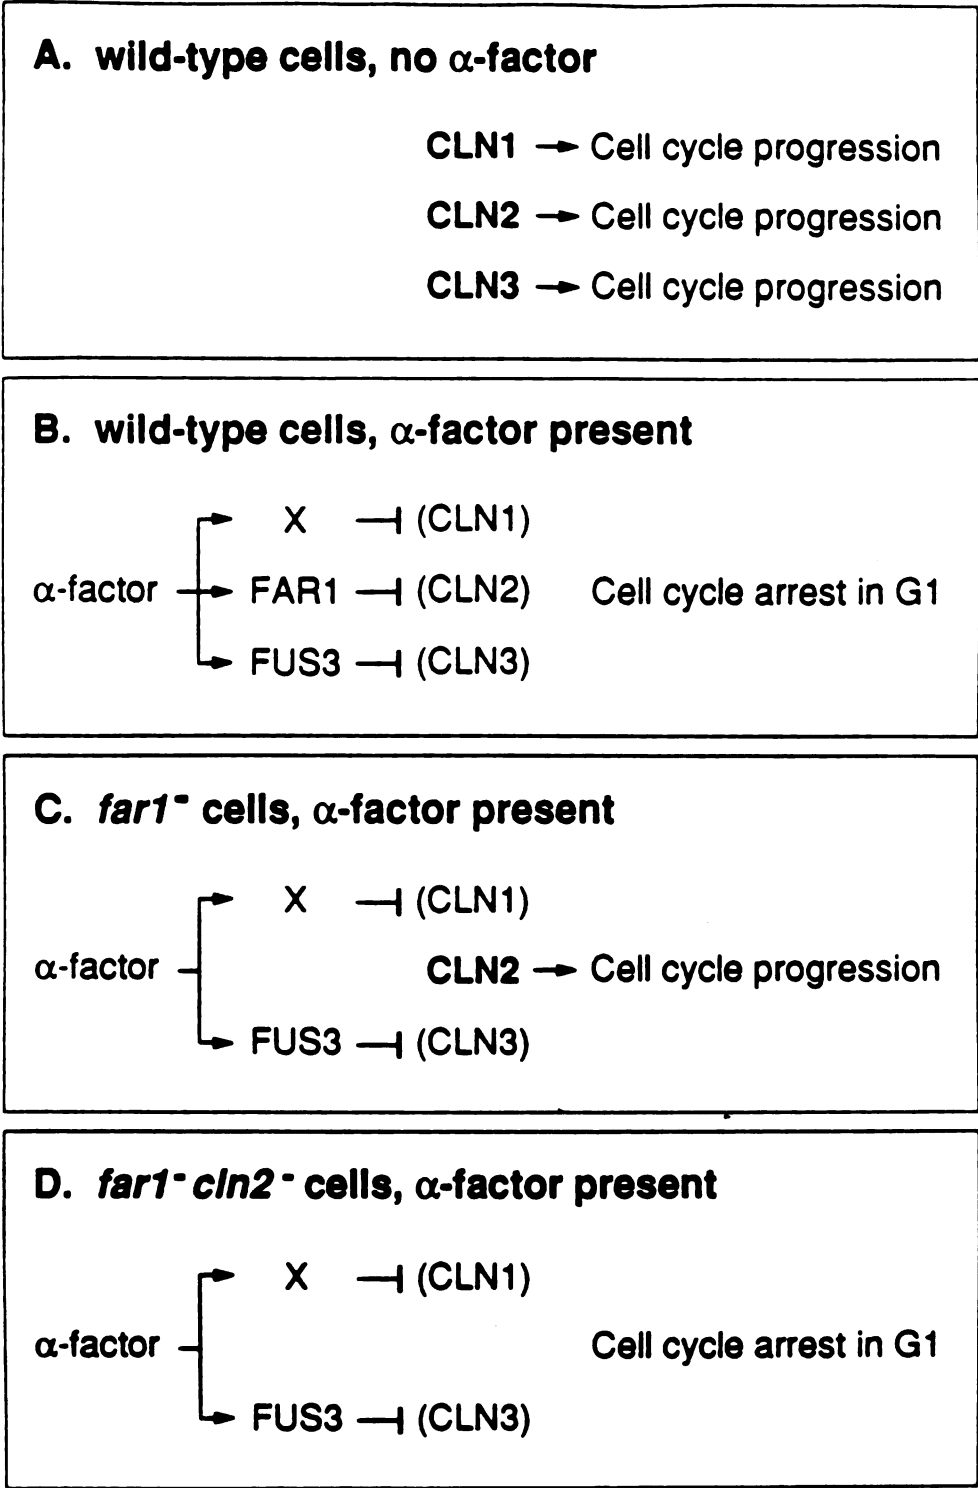 A. wild-type cells, no α-factor
CLN1 → Cell cycle progression
CLN2 → Cell cycle progression
CLN3 → Cell cycle progression
B. wild-type cells, α-factor present
X ⊣ (CLN1)
α-factor → FAR1 ⊣ (CLN2) Cell cycle arrest in G1
FUS3 ⊣ (CLN3)
C. far1⁻ cells, α-factor present
X ⊣ (CLN1)
α-factor CLN2 → Cell cycle progression
FUS3 ⊣ (CLN3)
D. far1⁻ cln2⁻ cells, α-factor present
X ⊣ (CLN1)
α-factor Cell cycle arrest in G1
FUS3 ⊣ (CLN3)